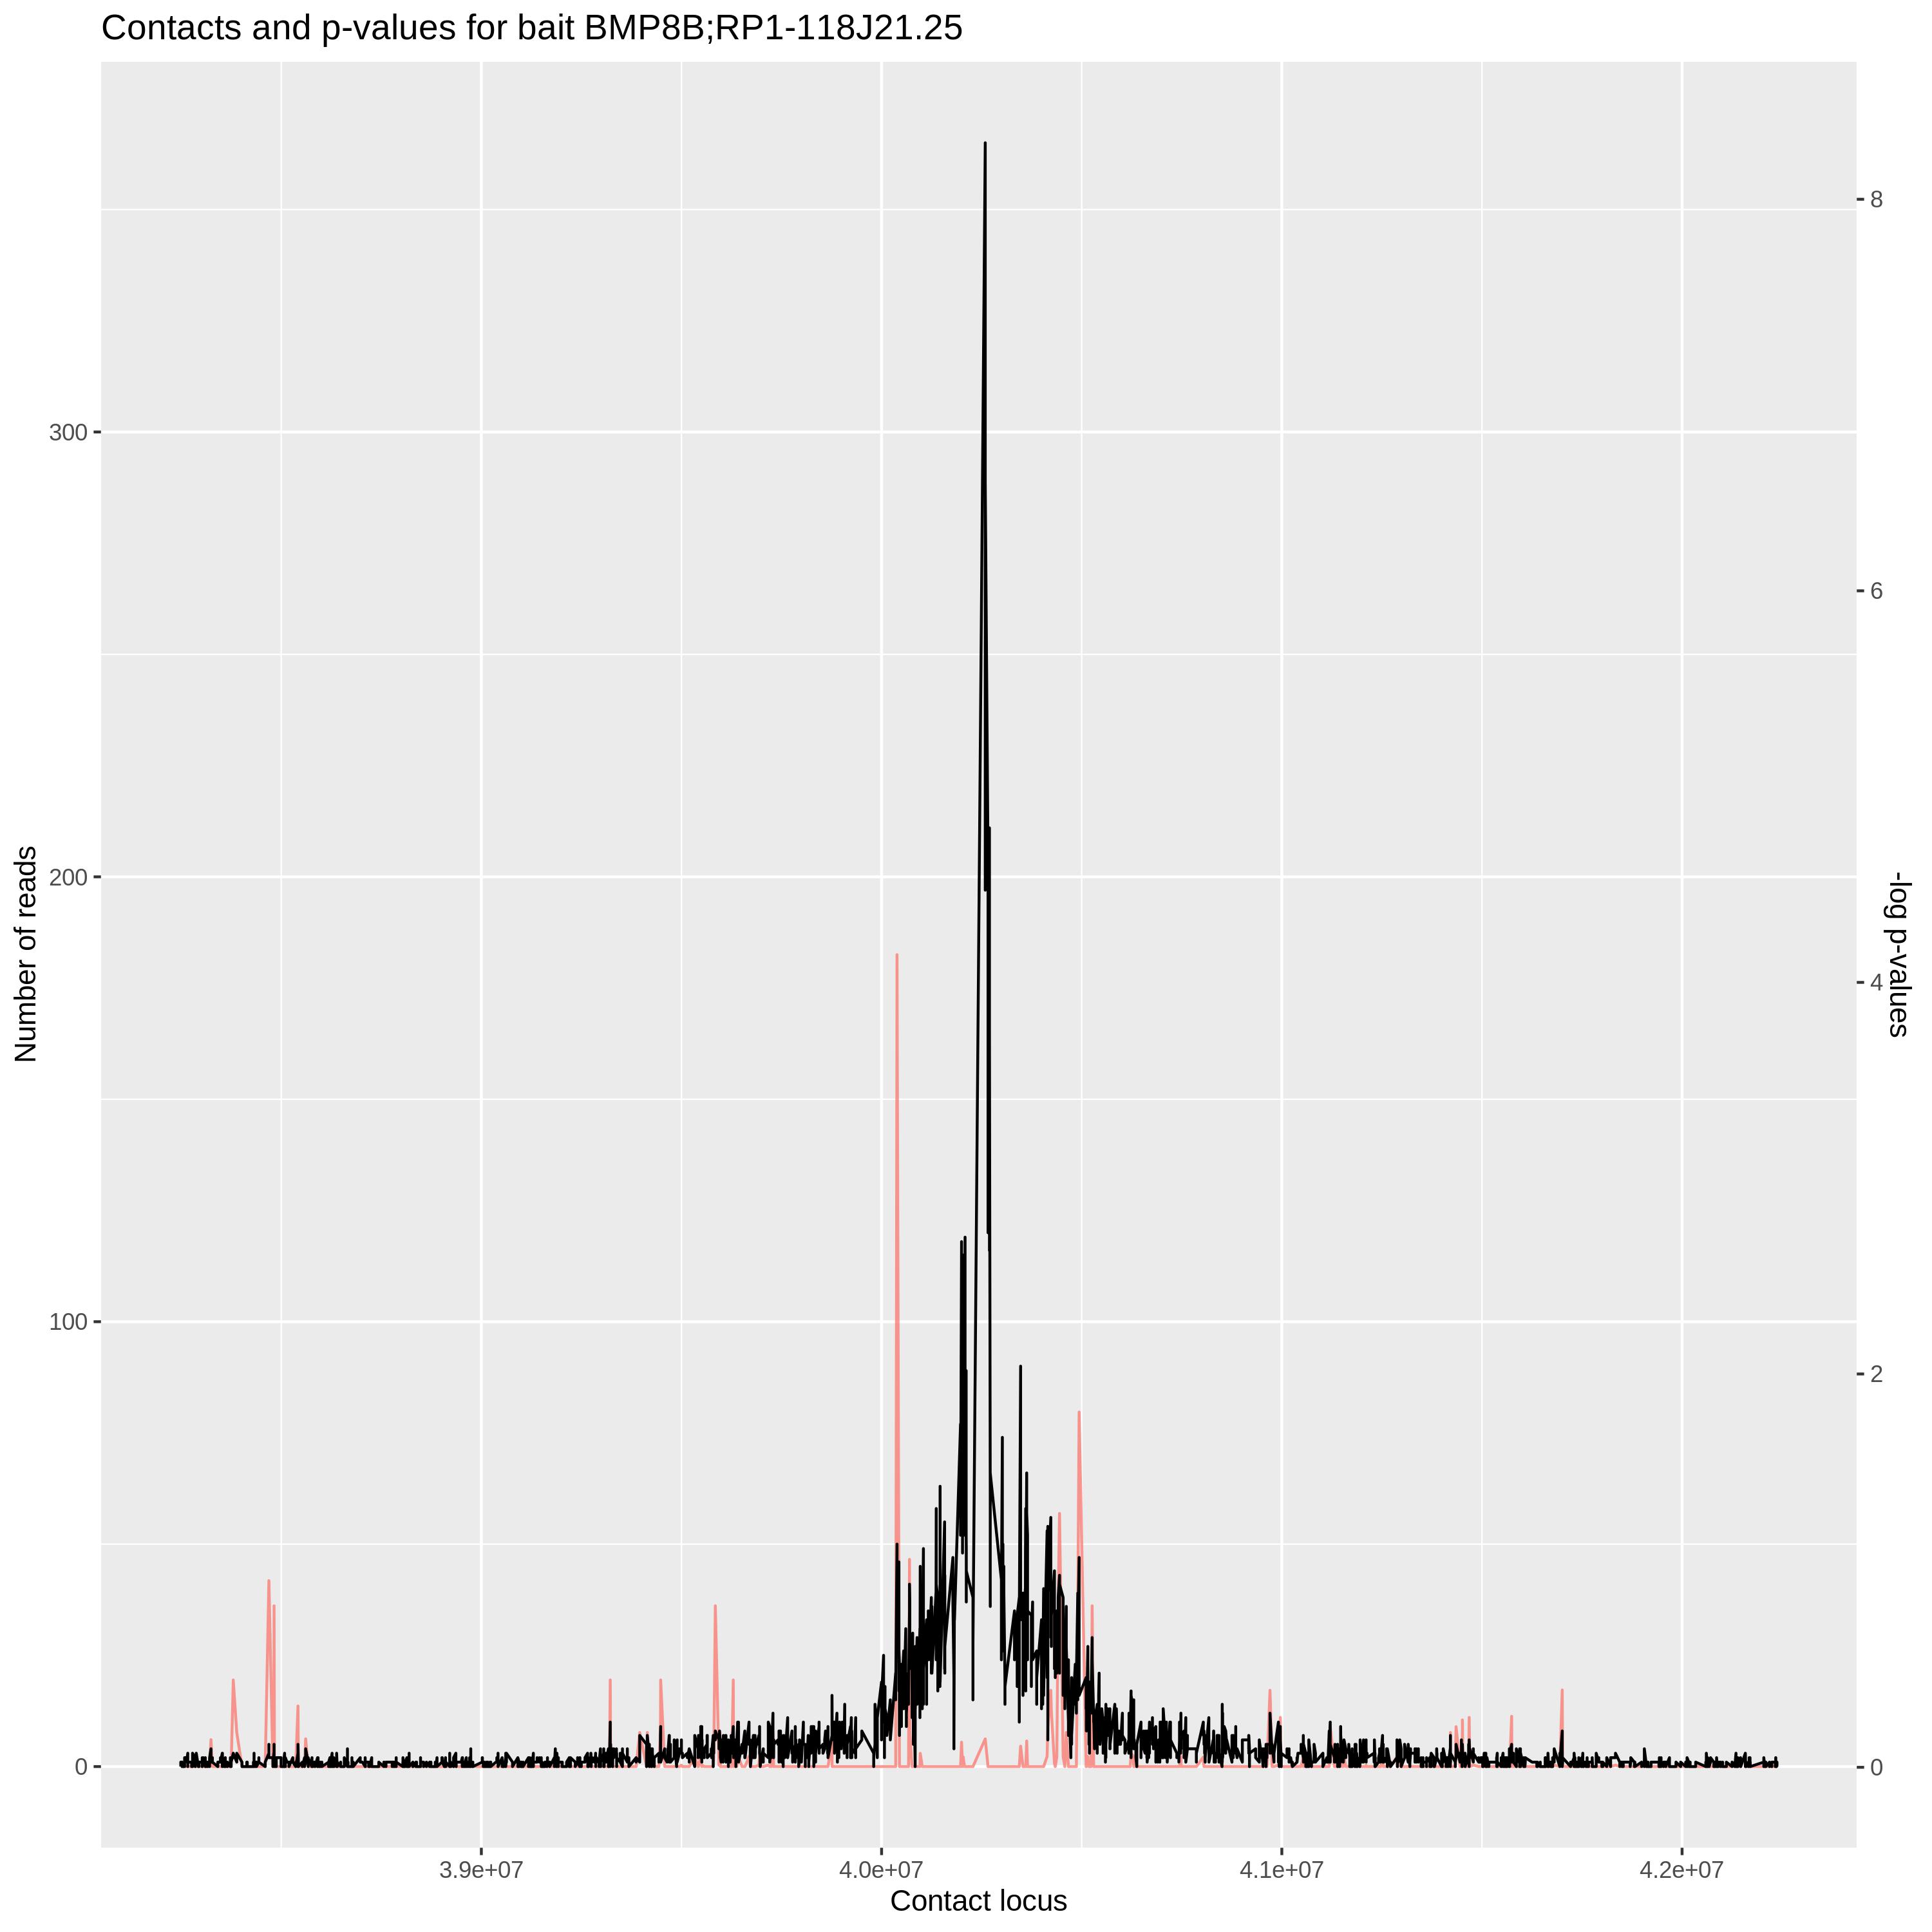 Contacts and p-values for bait BMP8B;RP1-118J21.25
Number of reads
300
200
100
0
8
6
4
2
0
-log p-values
3.9e+07
4.0e+07
4.1e+07
4.2e+07
Contact locus